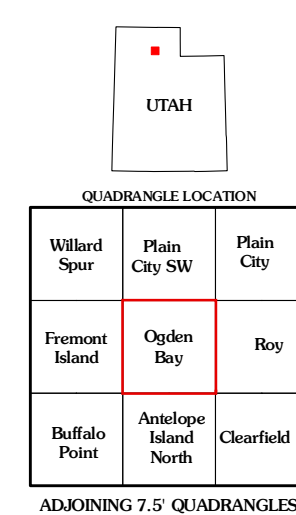 UTAH
QUADRANGLE LOCATION
Willard
Spur
Plain
City SW
Plain
City
Fremont
Island
Ogden
Bay
Roy
Buffalo
Point
Antelope
Island
North
Clearfield
ADJOINING 7.5' QUADRANGLES